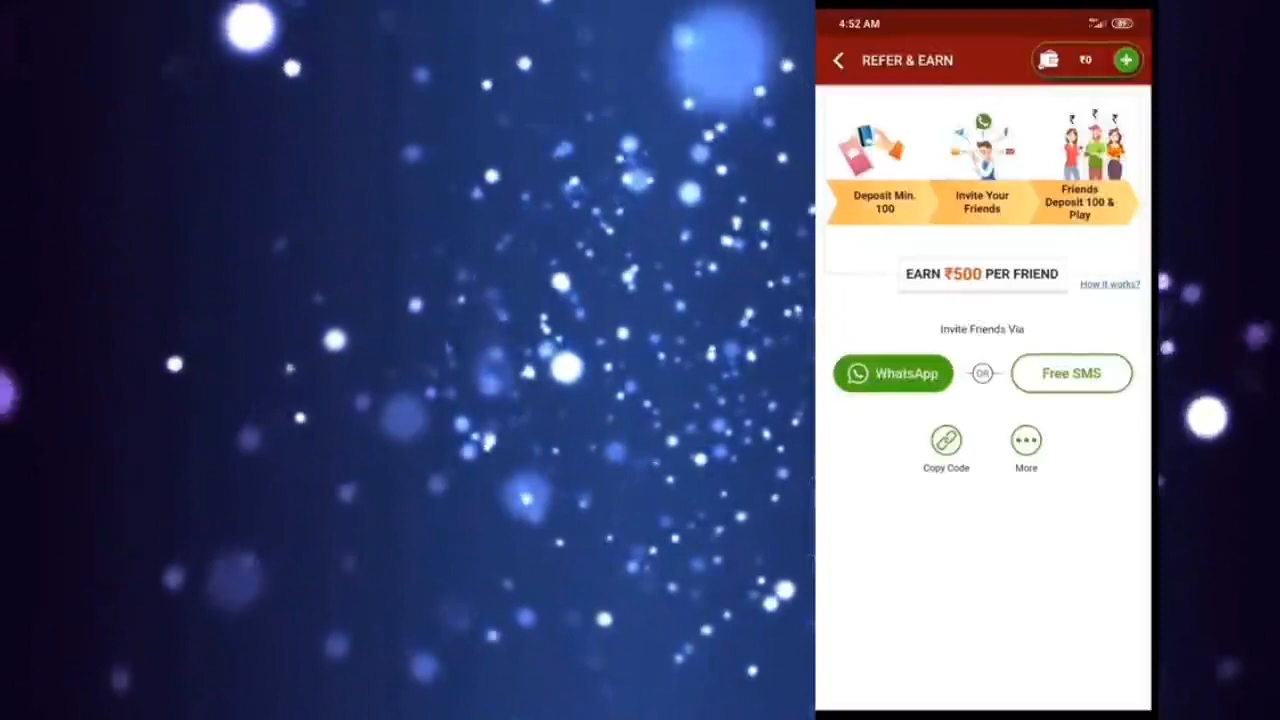 4:52 AM
89
REFER & EARN
₹0
₹ ₹ ₹
Deposit Min.
100
Invite Your
Friends
Friends
Deposit 100 &
Play
EARN ₹500 PER FRIEND
How it works?
Invite Friends Via
WhatsApp
OR
Free SMS
Copy Code
More